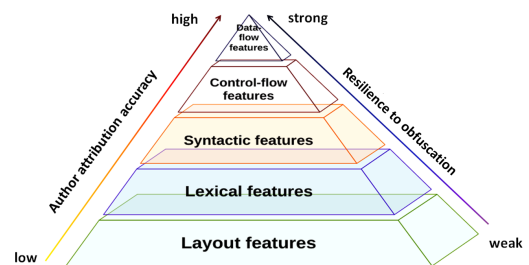 high
strong
Data-
flow
features
Control-flow
features
Syntactic features
Lexical features
Layout features
Author attribution accuracy
Resilience to obfuscation
low
weak